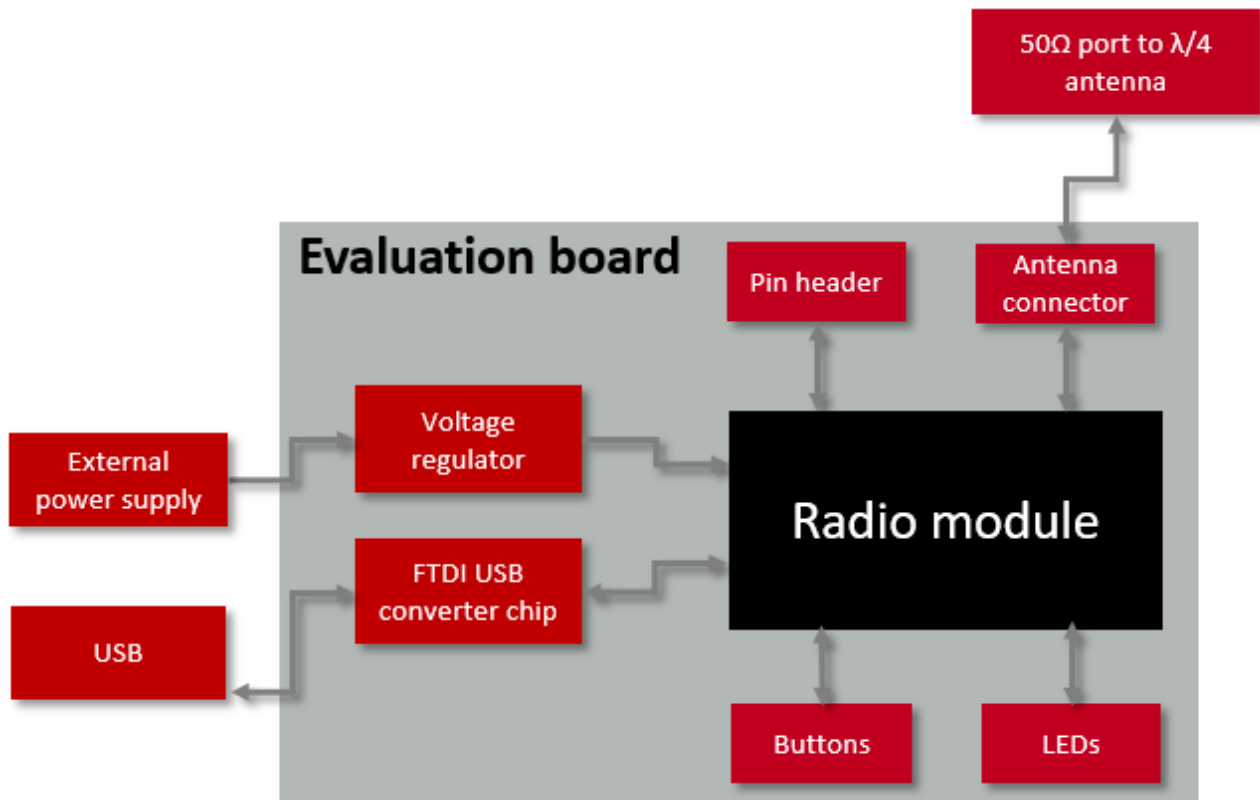 50Ω port to λ/4
antenna
Evaluation board
Pin header
Antenna
connector
Voltage
regulator
External
power supply
Radio module
FTDI USB
converter chip
USB
Buttons
LEDs